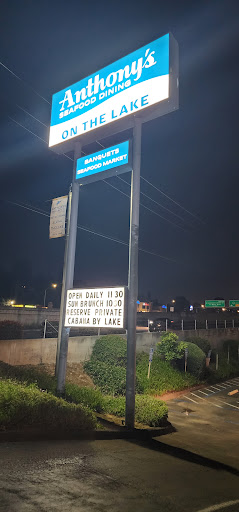 Anthony's
SEAFOOD DINING
ON THE LAKE
BANQUETS
SEAFOOD MARKET
OPEN DAILY 11:30
SUN BRUNCH 10:30
RESERVE PRIVATE
CABANA BY LAKE